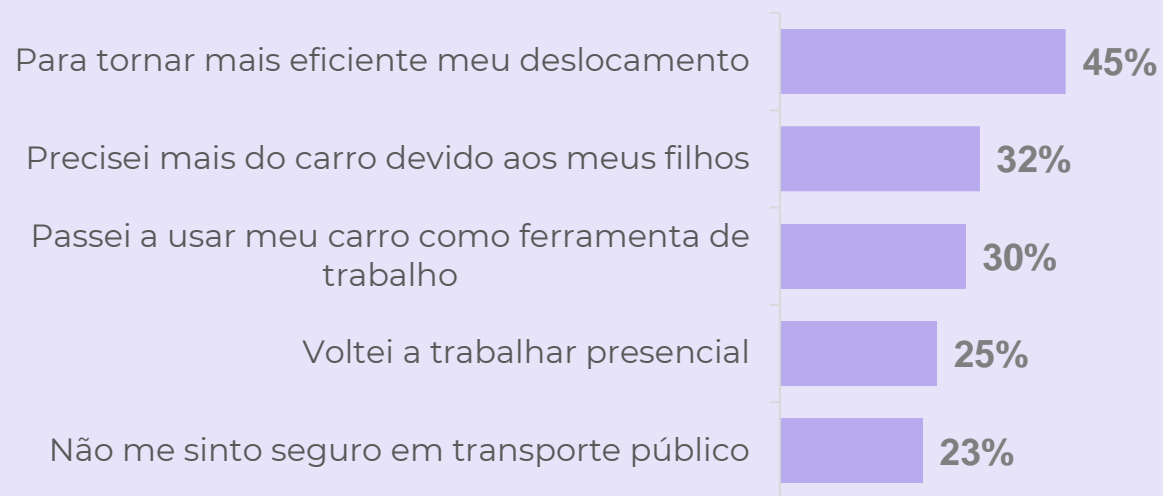 Para tornar mais eficiente meu deslocamento
45%
Precisei mais do carro devido aos meus filhos
32%
Passei a usar meu carro como ferramenta de
trabalho
30%
Voltei a trabalhar presencial
25%
Não me sinto seguro em transporte público
23%